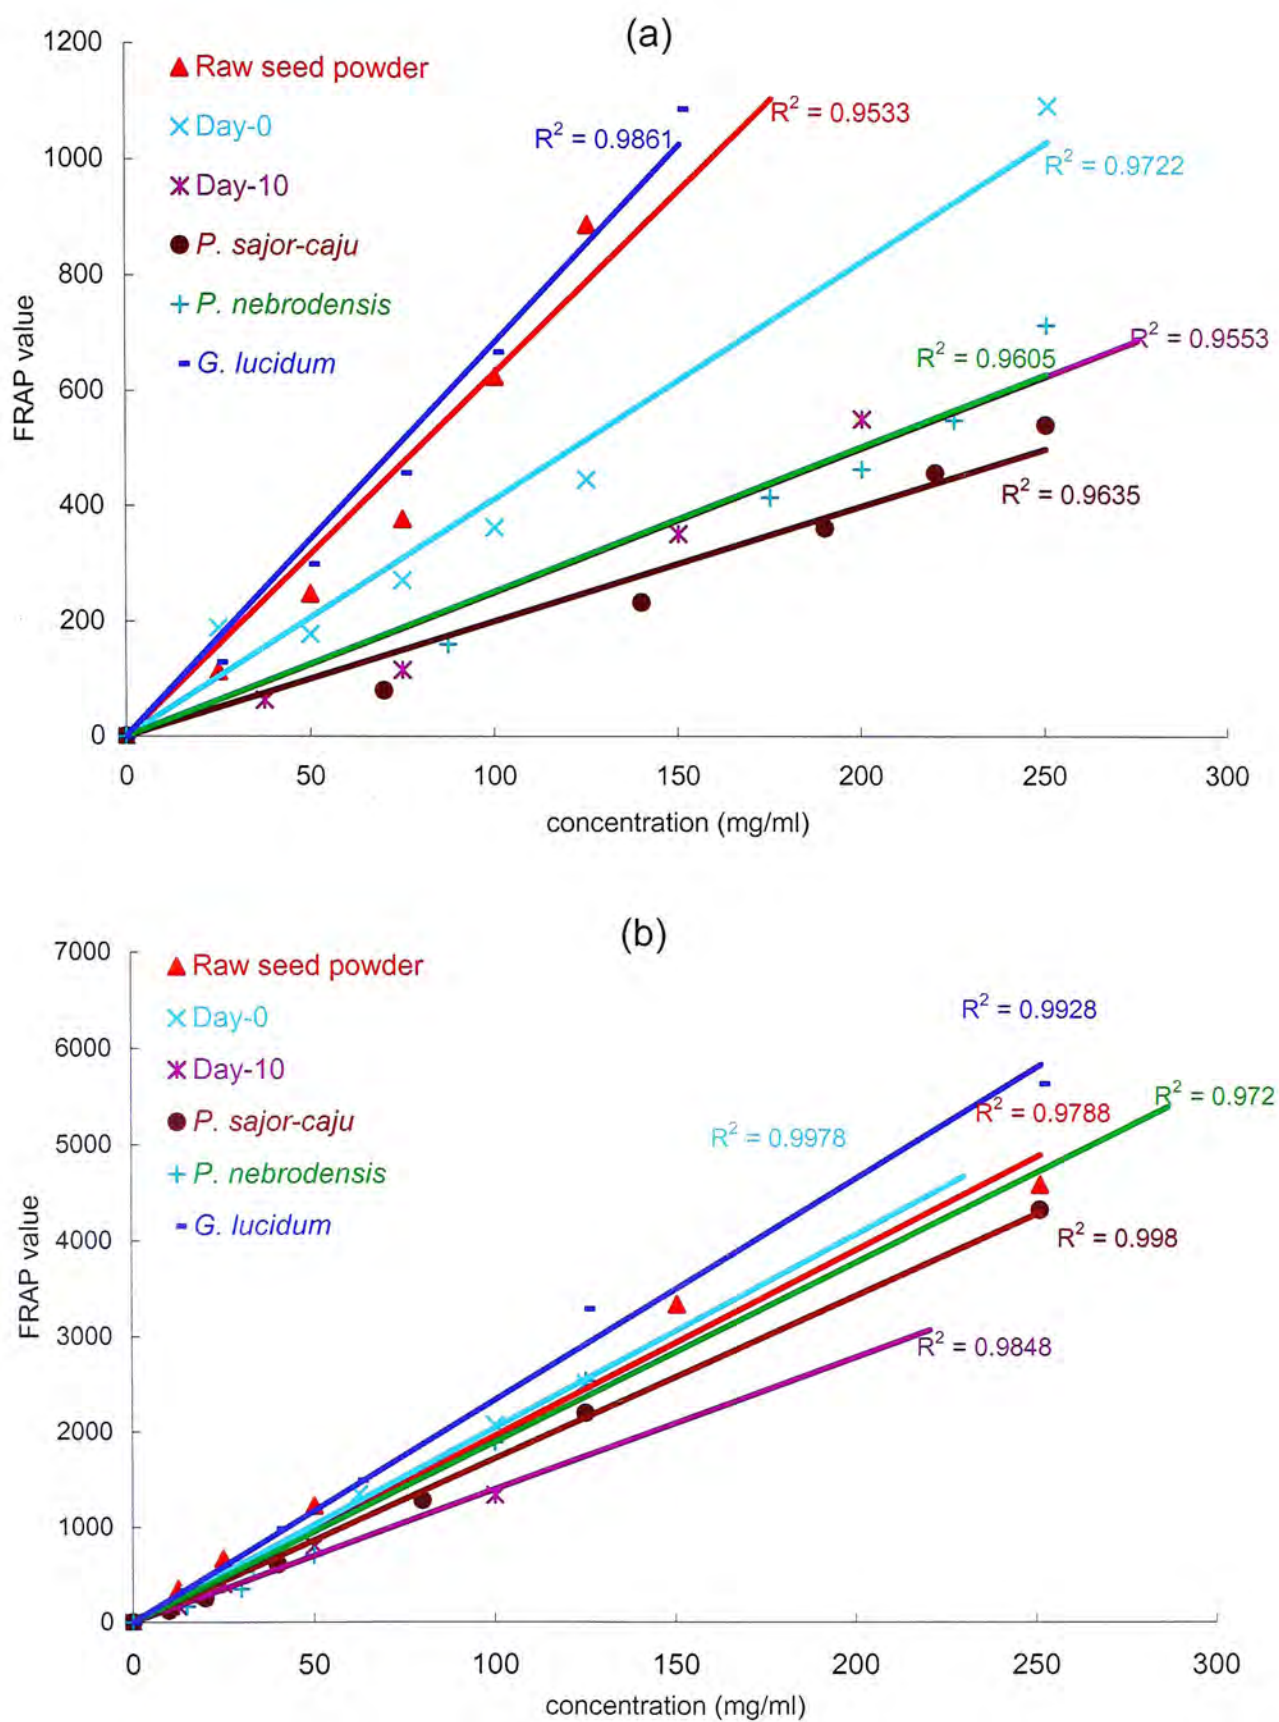 (a)
1200
1000
800
600
400
200
0
FRAP value
Raw seed powder
Day-0
Day-10
P. sajor-caju
P. nebrodensis
G. lucidum
R² = 0.9861
R² = 0.9533
R² = 0.9722
R² = 0.9605
R² = 0.9553
R² = 0.9635
0 50 100 150 200 250 300
concentration (mg/ml)
(b)
7000
6000
5000
4000
3000
2000
1000
0
FRAP value
Raw seed powder
Day-0
Day-10
P. sajor-caju
P. nebrodensis
G. lucidum
R² = 0.9928
R² = 0.972
R² = 0.9788
R² = 0.9978
R² = 0.998
R² = 0.9848
0 50 100 150 200 250 300
concentration (mg/ml)